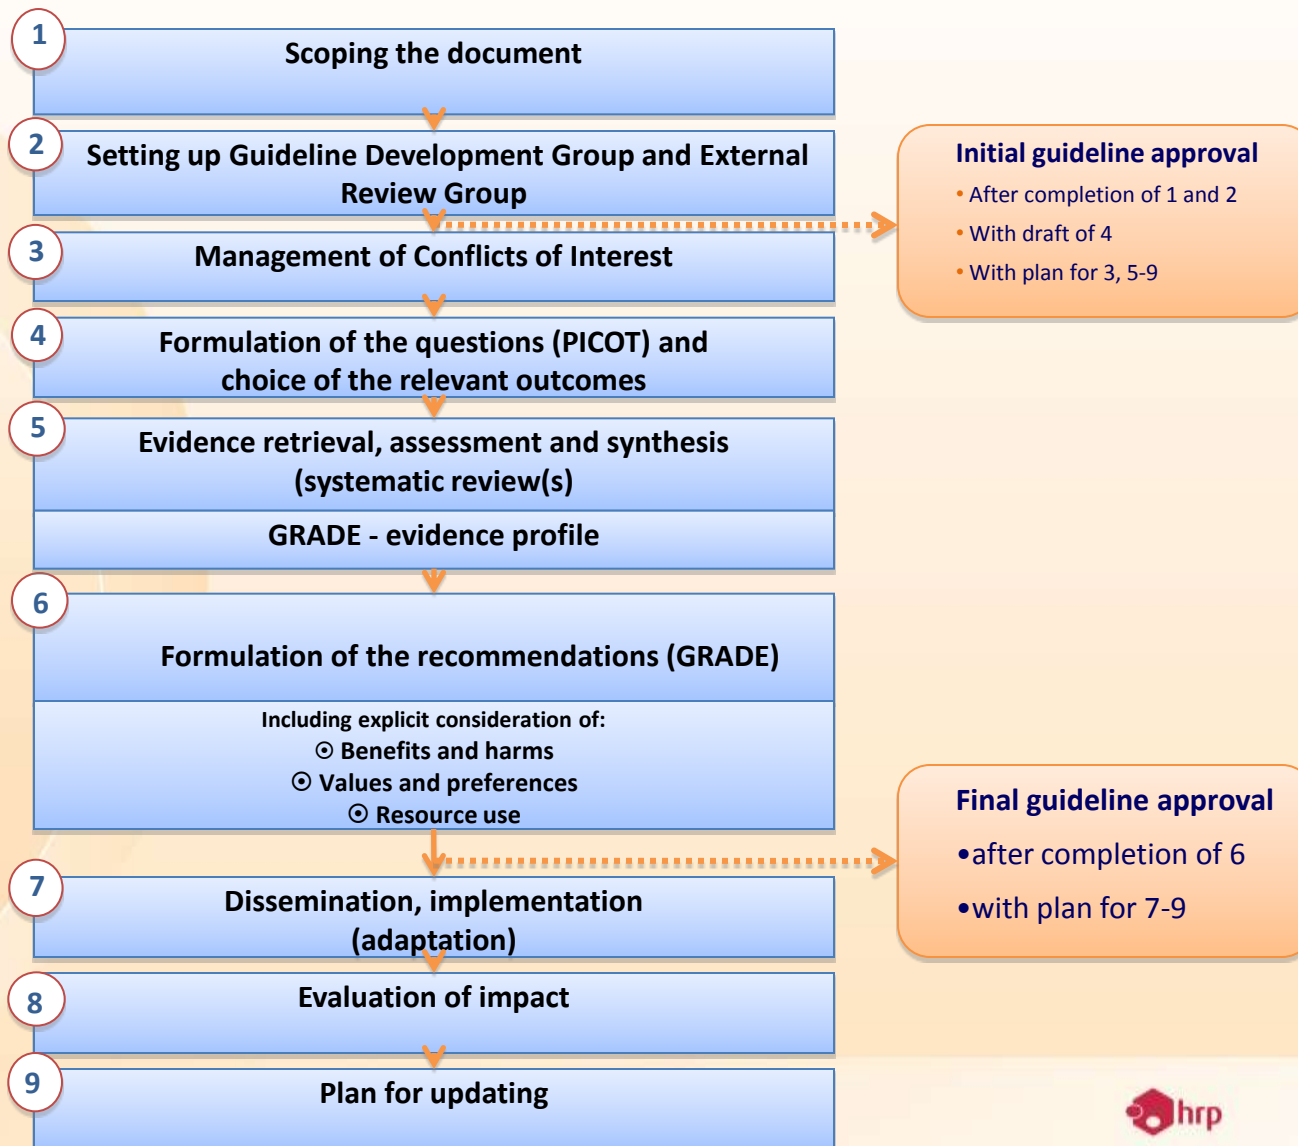 1
Scoping the document
2
Setting up Guideline Development Group and External
Review Group
Initial guideline approval
• After completion of 1 and 2
• With draft of 4
• With plan for 3, 5-9
3
Management of Conflicts of Interest
4
Formulation of the questions (PICOT) and
choice of the relevant outcomes
5
Evidence retrieval, assessment and synthesis
(systematic review(s)
GRADE - evidence profile
6
Formulation of the recommendations (GRADE)
Including explicit consideration of:
⊙ Benefits and harms
⊙ Values and preferences
⊙ Resource use
Final guideline approval
•after completion of 6
•with plan for 7-9
7
Dissemination, implementation
(adaptation)
8
Evaluation of impact
9
Plan for updating
hrp